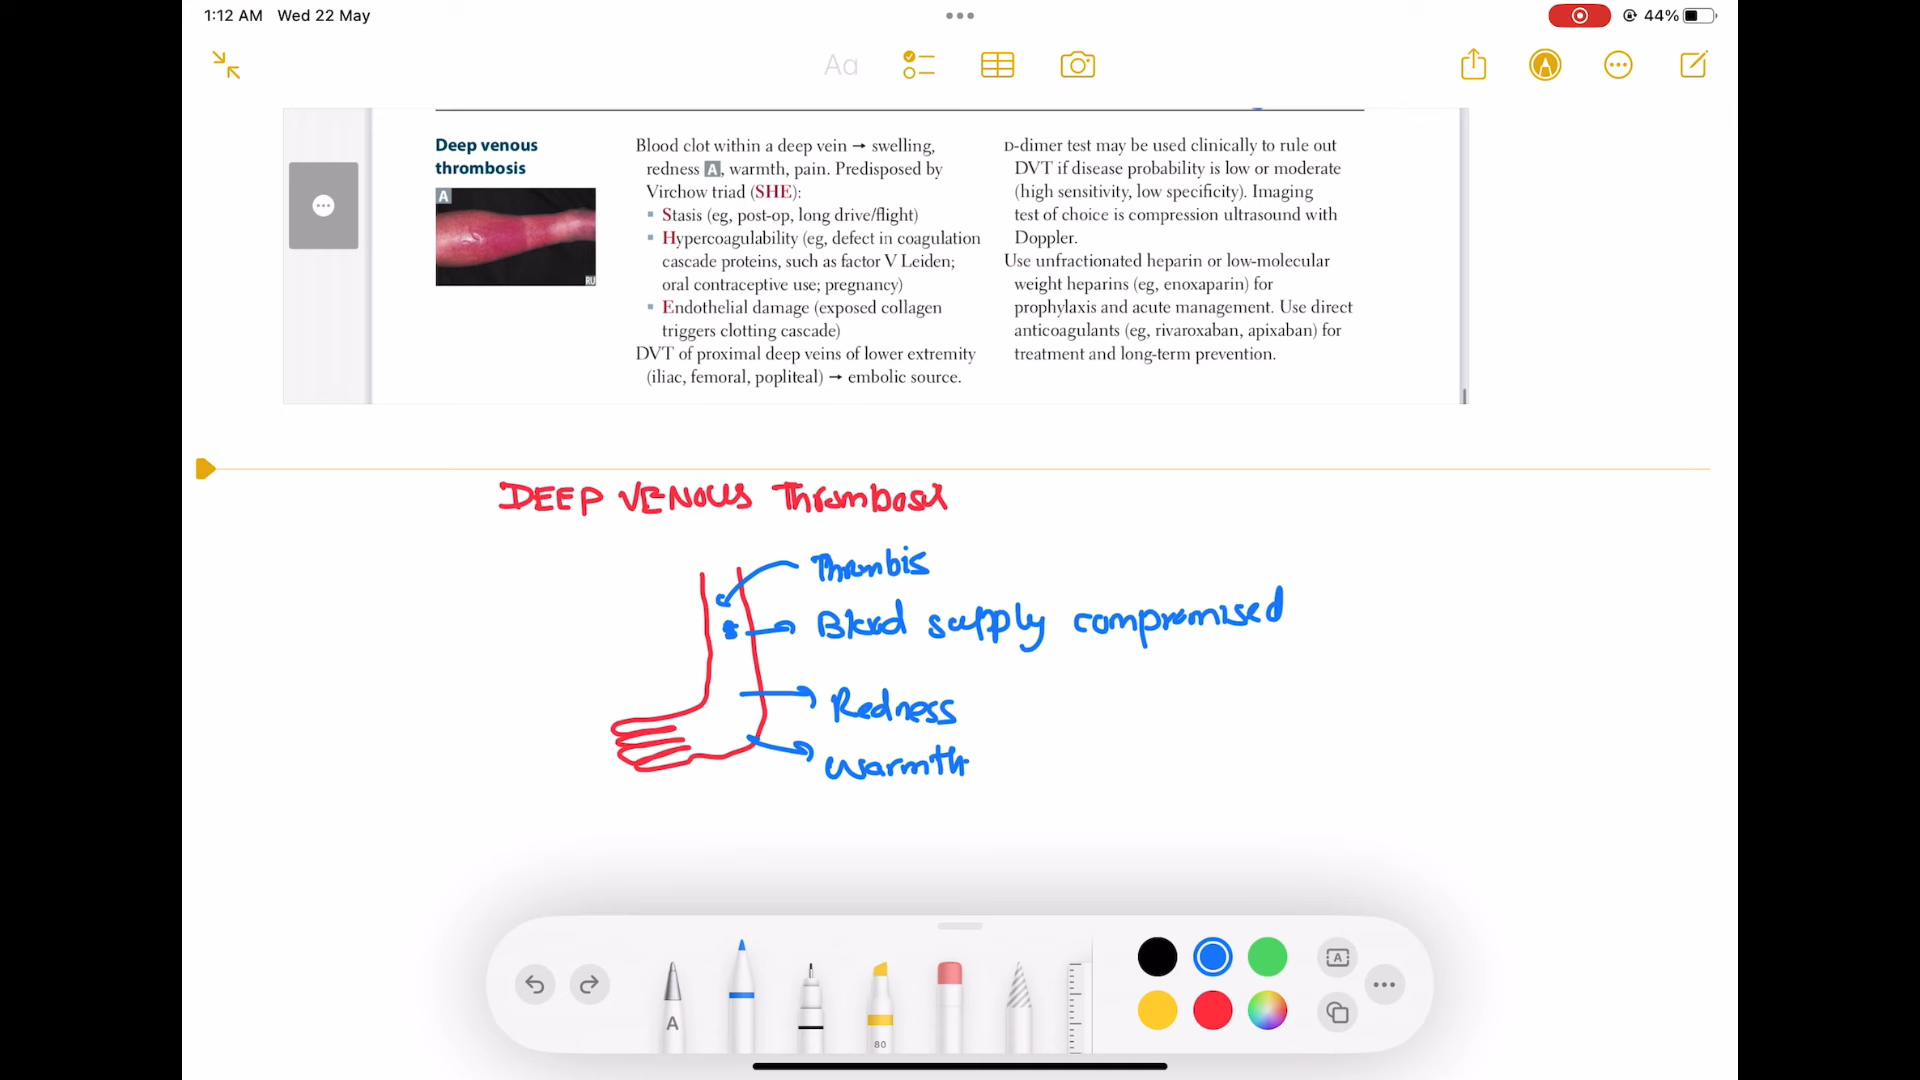 1:12 AM Wed 22 May
44%
Aa
Deep venous
thrombosis
A
RU
Blood clot within a deep vein → swelling,
redness A, warmth, pain. Predisposed by
Virchow triad (SHE):
▪ Stasis (eg, post-op, long drive/flight)
▪ Hypercoagulability (eg, defect in coagulation
cascade proteins, such as factor V Leiden;
oral contraceptive use; pregnancy)
▪ Endothelial damage (exposed collagen
triggers clotting cascade)
DVT of proximal deep veins of lower extremity
(iliac, femoral, popliteal) → embolic source.
D-dimer test may be used clinically to rule out
DVT if disease probability is low or moderate
(high sensitivity, low specificity). Imaging
test of choice is compression ultrasound with
Doppler.
Use unfractionated heparin or low-molecular
weight heparins (eg, enoxaparin) for
prophylaxis and acute management. Use direct
anticoagulants (eg, rivaroxaban, apixaban) for
treatment and long-term prevention.
DEEP VENOUS
Blood supply compromised
Redness
warmth
A
80
A